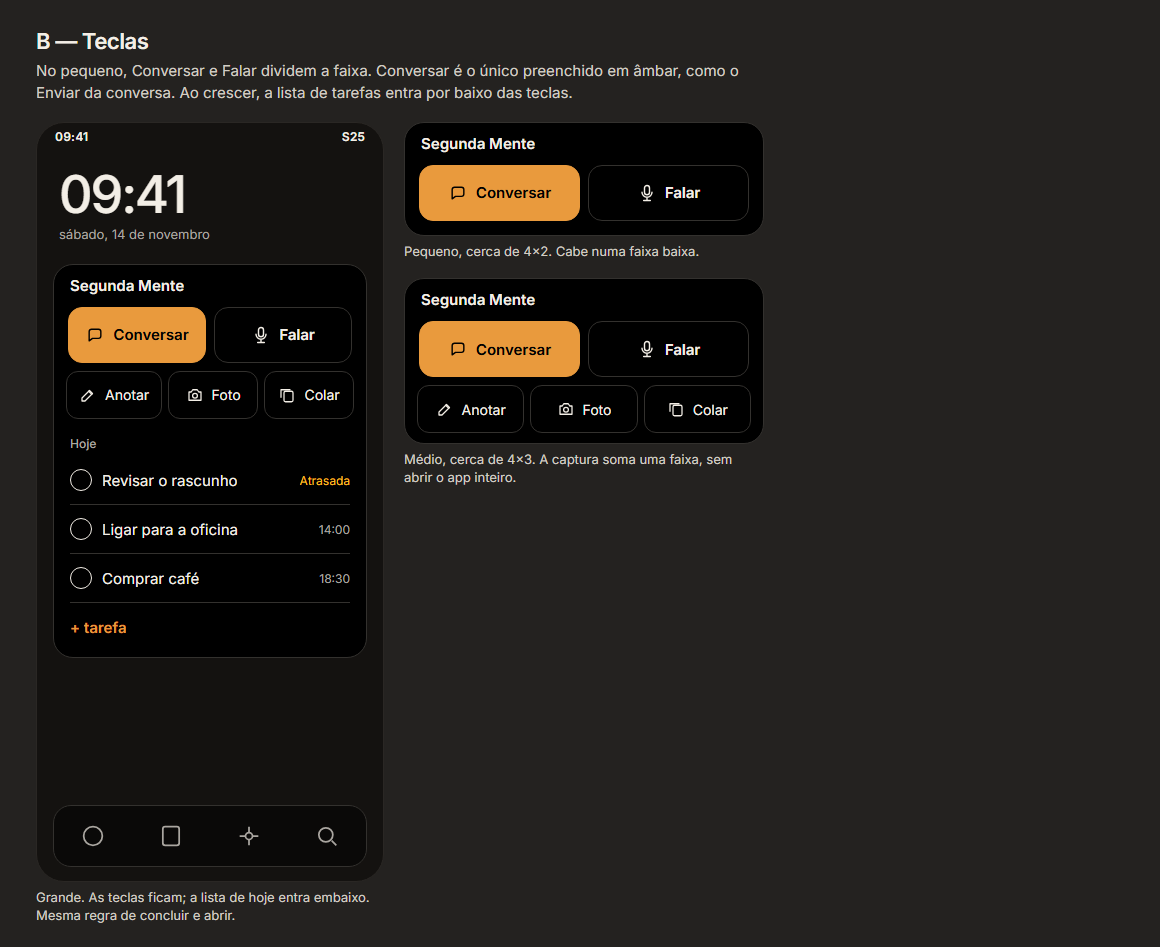 B — Teclas
No pequeno, Conversar e Falar dividem a faixa. Conversar é o único preenchido em âmbar, como o
Enviar da conversa. Ao crescer, a lista de tarefas entra por baixo das teclas.
09:41 S25
09:41
sábado, 14 de novembro
Segunda Mente
Conversar Falar
Anotar Foto Colar
Hoje
Revisar o rascunho Atrasada
Ligar para a oficina 14:00
Comprar café 18:30
+ tarefa
Grande. As teclas ficam; a lista de hoje entra embaixo.
Mesma regra de concluir e abrir.
Segunda Mente
Conversar Falar
Pequeno, cerca de 4×2. Cabe numa faixa baixa.
Segunda Mente
Conversar Falar
Anotar Foto Colar
Médio, cerca de 4×3. A captura soma uma faixa, sem
abrir o app inteiro.